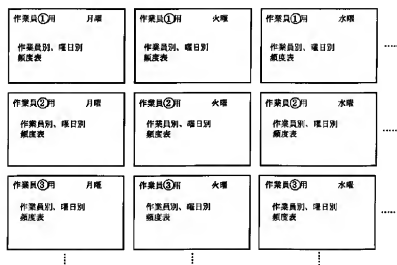 作業員①用 月曜
作業員別、曜日別
頻度表
作業員①用 火曜
作業員別、曜日別
頻度表
作業員①用 水曜
作業員別、曜日別
頻度表
……
作業員②用 月曜
作業員別、曜日別
頻度表
作業員②用 火曜
作業員別、曜日別
頻度表
作業員②用 水曜
作業員別、曜日別
頻度表
……
作業員③用 月曜
作業員別、曜日別
頻度表
作業員③用 火曜
作業員別、曜日別
頻度表
作業員③用 水曜
作業員別、曜日別
頻度表
……